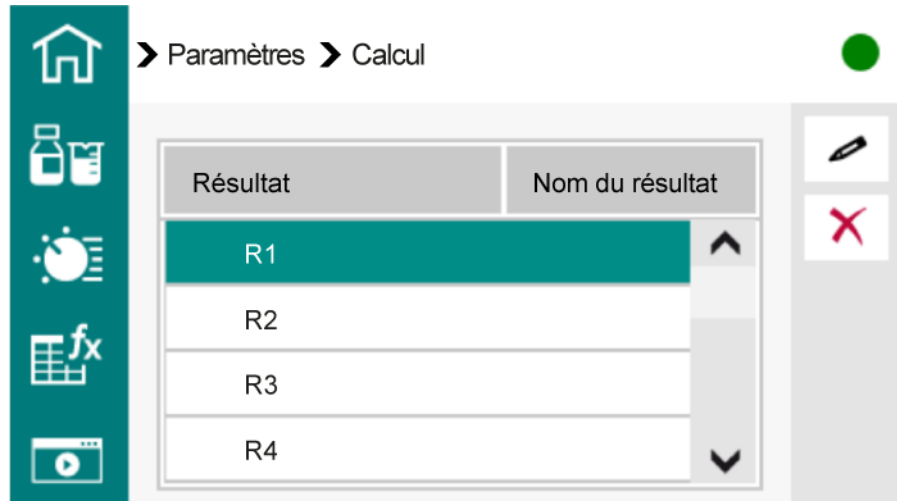 Paramètres Calcul
Résultat Nom du résultat
R1
R2
R3
R4